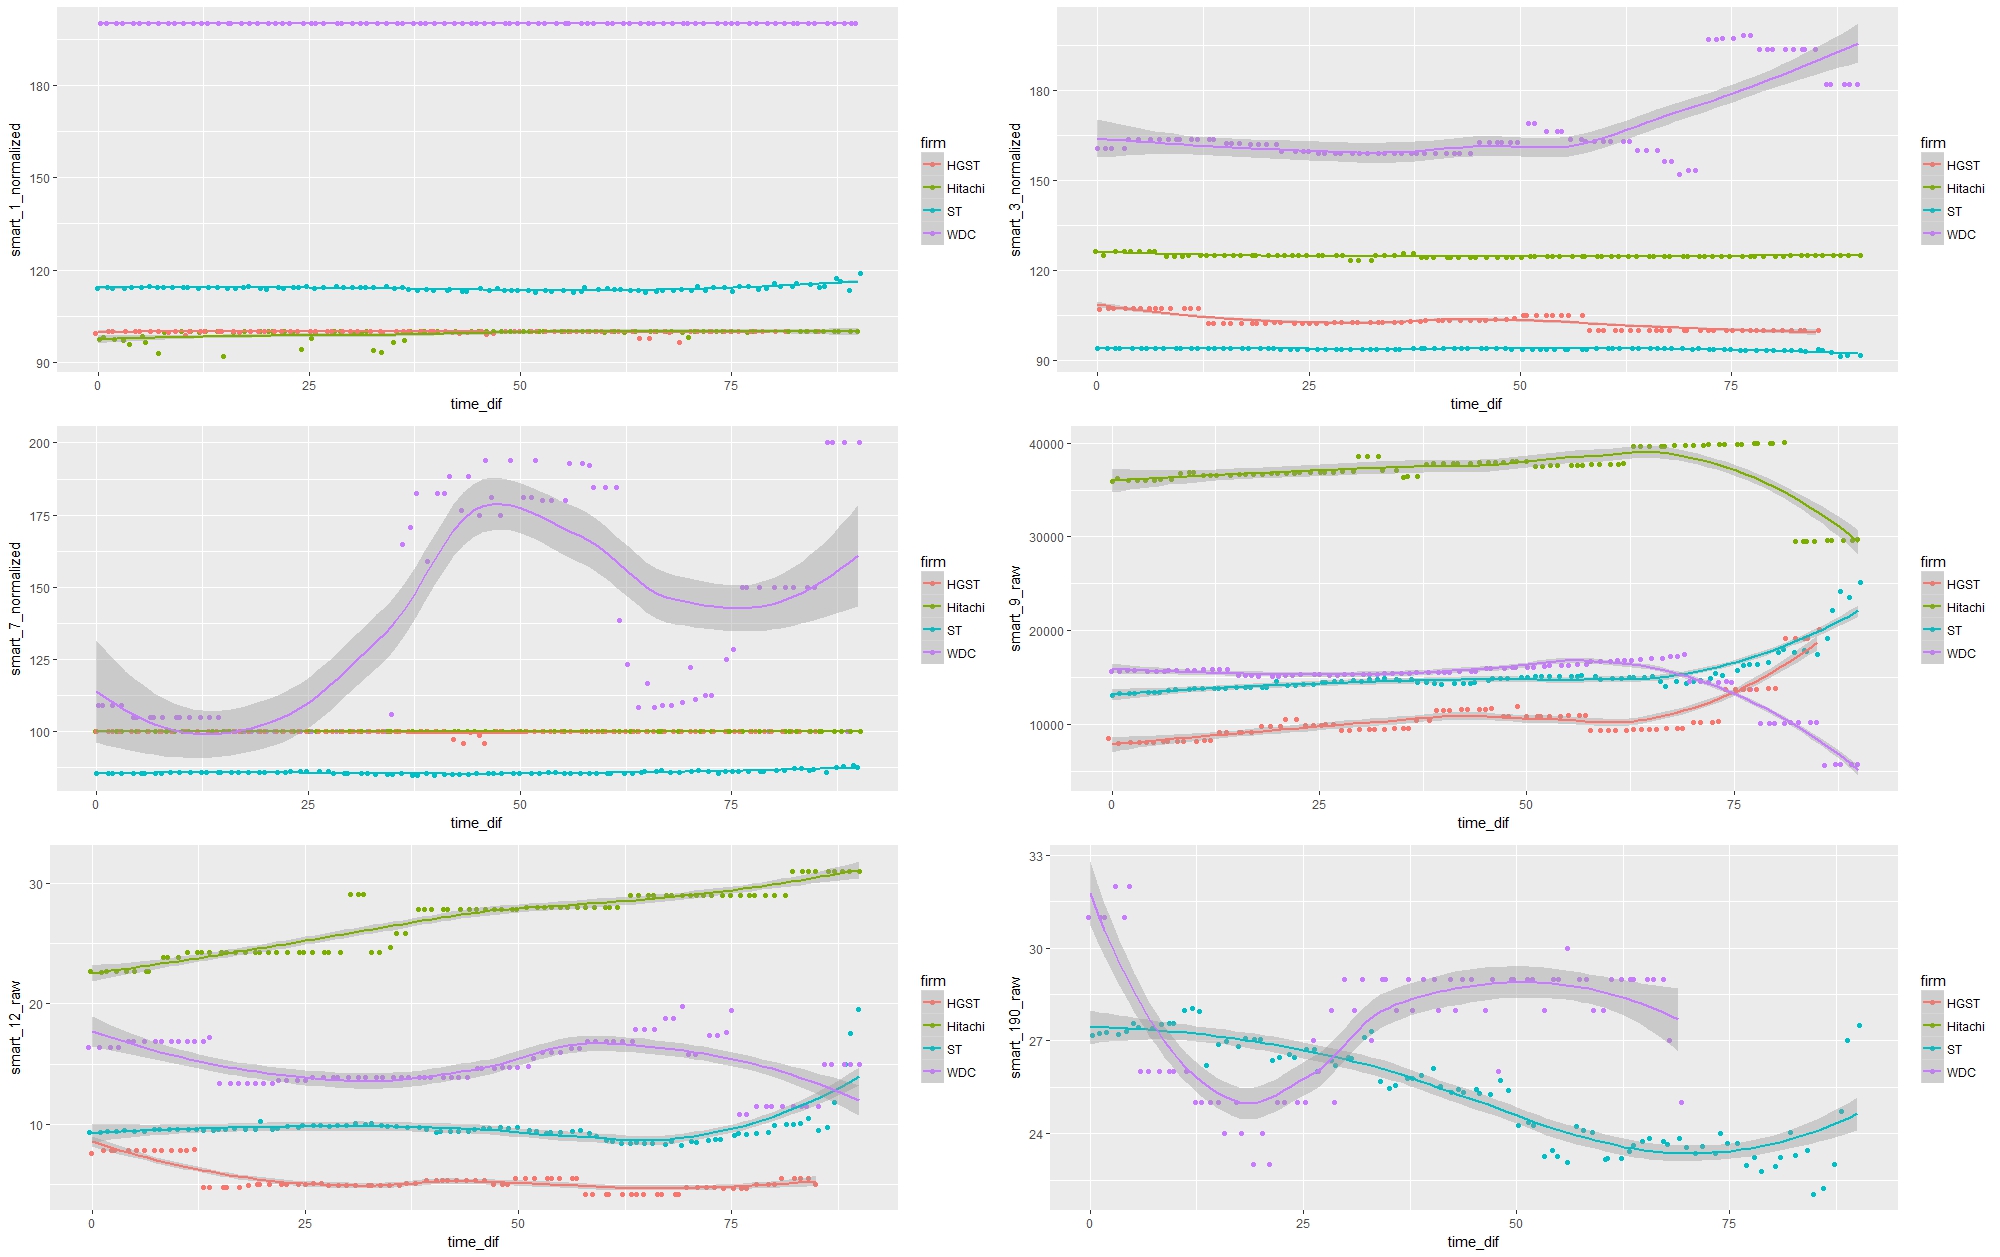 smart_1_normalized
180
150
120
90
0 25 50 75
time_dif
firm
HGST
Hitachi
ST
WDC
smart_3_normalized
180
150
120
90
0 25 50 75
time_dif
firm
HGST
Hitachi
ST
WDC
smart_7_normalized
200
175
150
125
100
0 25 50 75
time_dif
firm
HGST
Hitachi
ST
WDC
smart_9_raw
40000
30000
20000
10000
0 25 50 75
time_dif
firm
HGST
Hitachi
ST
WDC
smart_12_raw
30
20
10
0 25 50 75
time_dif
firm
HGST
Hitachi
ST
WDC
smart_190_raw
33
30
27
24
0 25 50 75
time_dif
firm
HGST
Hitachi
ST
WDC